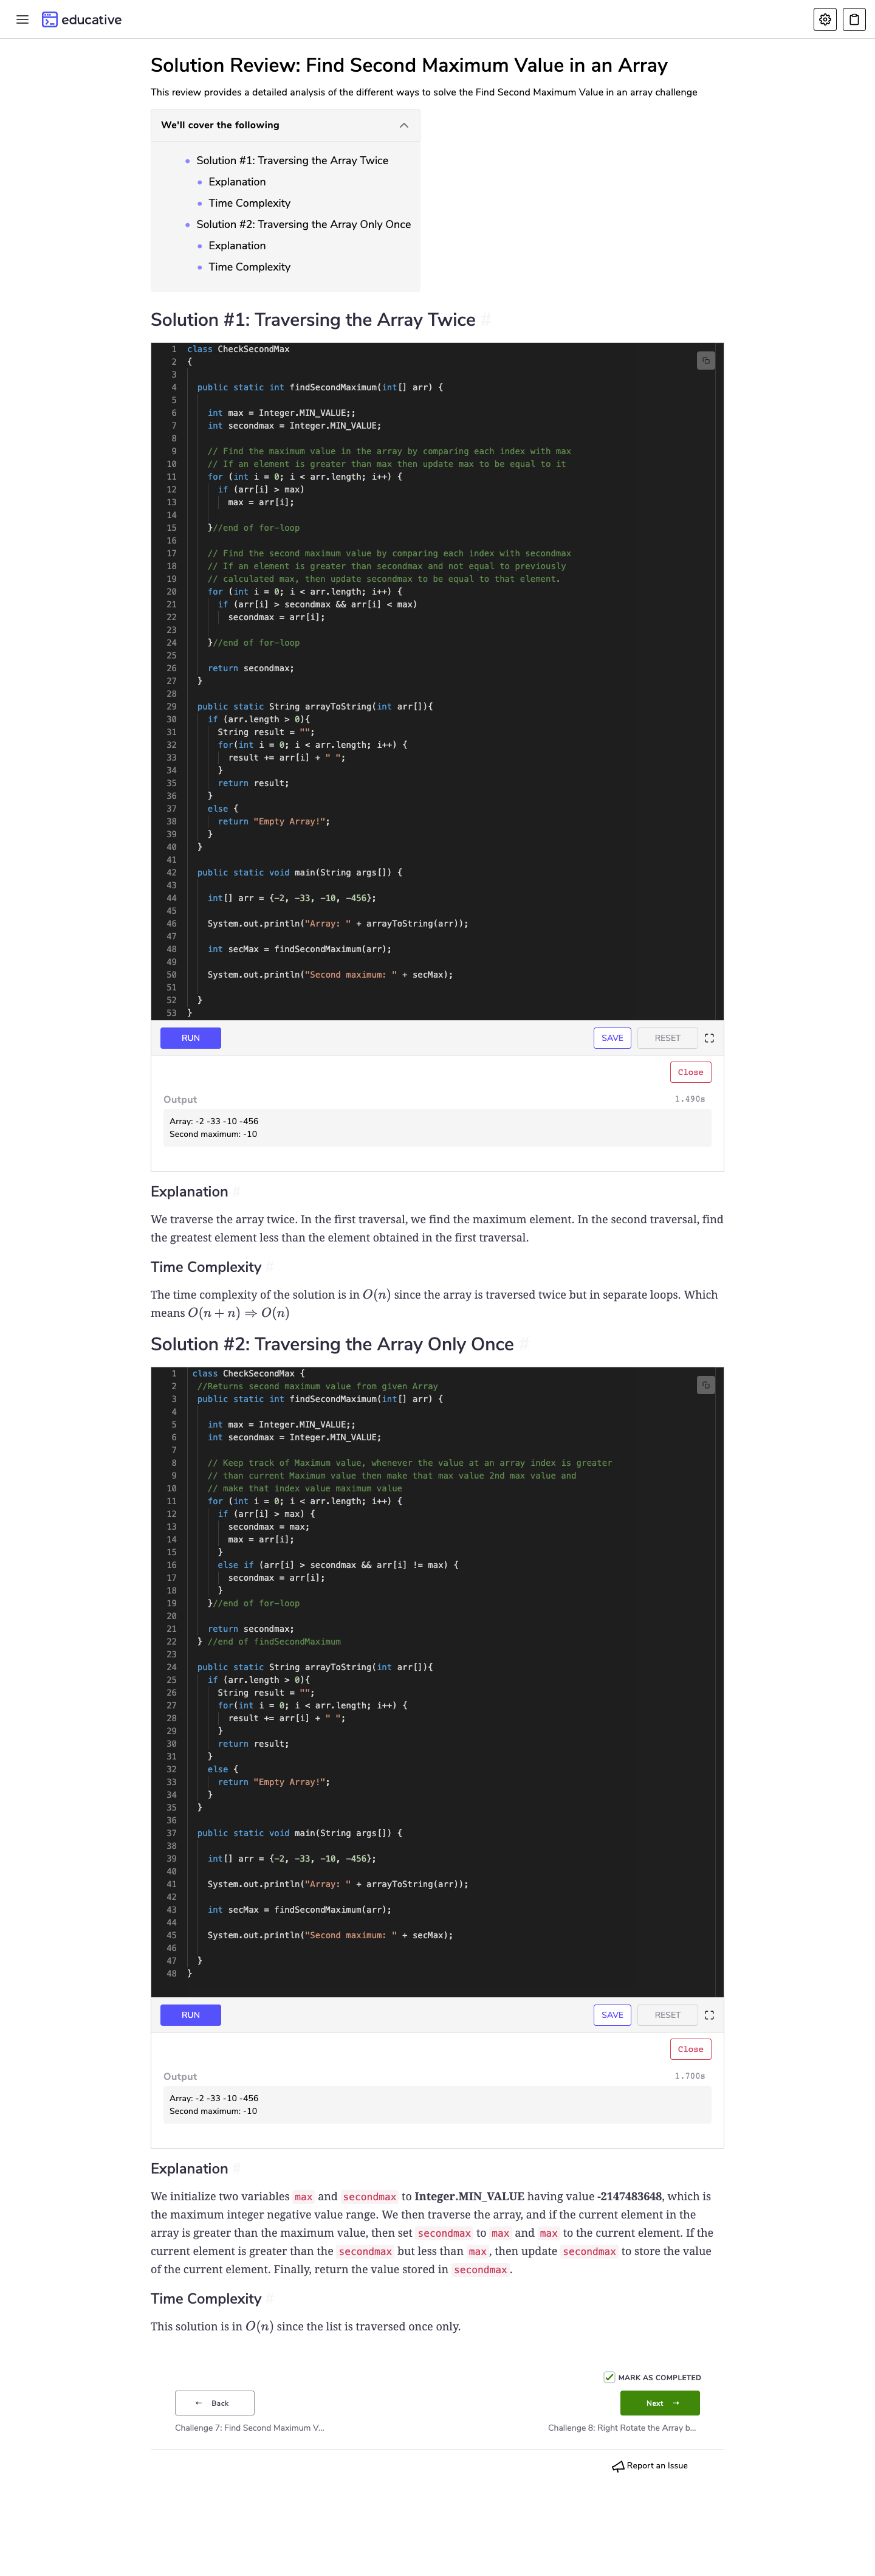 educative
Solution Review: Find Second Maximum Value in an Array
This review provides a detailed analysis of the different ways to solve the Find Second Maximum Value in an array challenge
We'll cover the following
Solution #1: Traversing the Array Twice
Explanation
Time Complexity
Solution #2: Traversing the Array Only Once
Explanation
Time Complexity
Solution #1: Traversing the Array Twice #
1 class CheckSecondMax
2 {
3
4 public static int findSecondMaximum(int[] arr) {
5
6 int max = Integer.MIN_VALUE;;
7 int secondmax = Integer.MIN_VALUE;
8
9 // Find the maximum value in the array by comparing each index with max
10 // If an element is greater than max then update max to be equal to it
11 for (int i = 0; i < arr.length; i++) {
12 if (arr[i] > max)
13 max = arr[i];
14
15 }//end of for-loop
16
17 // Find the second maximum value by comparing each index with secondmax
18 // If an element is greater than secondmax and not equal to previously
19 // calculated max, then update secondmax to be equal to that element.
20 for (int i = 0; i < arr.length; i++) {
21 if (arr[i] > secondmax && arr[i] < max)
22 secondmax = arr[i];
23
24 }//end of for-loop
25
26 return secondmax;
27 }
28
29 public static String arrayToString(int arr[]){
30 if (arr.length > 0){
31 String result = "";
32 for(int i = 0; i < arr.length; i++) {
33 result += arr[i] + " ";
34 }
35 return result;
36 }
37 else {
38 return "Empty Array!";
39 }
40 }
41
42 public static void main(String args[]) {
43
44 int[] arr = {-2, -33, -10, -456};
45
46 System.out.println("Array: " + arrayToString(arr));
47
48 int secMax = findSecondMaximum(arr);
49
50 System.out.println("Second maximum: " + secMax);
51
52 }
53 }
RUN SAVE RESET
Close
Output 1.490s
Array: -2 -33 -10 -456
Second maximum: -10
Explanation #
We traverse the array twice. In the first traversal, we find the maximum element. In the second traversal, find
the greatest element less than the element obtained in the first traversal.
Time Complexity #
The time complexity of the solution is in O(n) since the array is traversed twice but in separate loops. Which
means O(n + n) ⇒ O(n)
Solution #2: Traversing the Array Only Once #
1 class CheckSecondMax {
2 //Returns second maximum value from given Array
3 public static int findSecondMaximum(int[] arr) {
4
5 int max = Integer.MIN_VALUE;;
6 int secondmax = Integer.MIN_VALUE;
7
8 // Keep track of Maximum value, whenever the value at an array index is greater
9 // than current Maximum value then make that max value 2nd max value and
10 // make that index value maximum value
11 for (int i = 0; i < arr.length; i++) {
12 if (arr[i] > max) {
13 secondmax = max;
14 max = arr[i];
15 }
16 else if (arr[i] > secondmax && arr[i] != max) {
17 secondmax = arr[i];
18 }
19 }//end of for-loop
20
21 return secondmax;
22 } //end of findSecondMaximum
23
24 public static String arrayToString(int arr[]){
25 if (arr.length > 0){
26 String result = "";
27 for(int i = 0; i < arr.length; i++) {
28 result += arr[i] + " ";
29 }
30 return result;
31 }
32 else {
33 return "Empty Array!";
34 }
35 }
36
37 public static void main(String args[]) {
38
39 int[] arr = {-2, -33, -10, -456};
40
41 System.out.println("Array: " + arrayToString(arr));
42
43 int secMax = findSecondMaximum(arr);
44
45 System.out.println("Second maximum: " + secMax);
46
47 }
48 }
RUN SAVE RESET
Close
Output 1.700s
Array: -2 -33 -10 -456
Second maximum: -10
Explanation #
We initialize two variables max and secondmax to Integer.MIN_VALUE having value -2147483648, which is
the maximum integer negative value range. We then traverse the array, and if the current element in the
array is greater than the maximum value, then set secondmax to max and max to the current element. If the
current element is greater than the secondmax but less than max, then update secondmax to store the value
of the current element. Finally, return the value stored in secondmax.
Time Complexity #
This solution is in O(n) since the list is traversed once only.
MARK AS COMPLETED
← Back Next →
Challenge 7: Find Second Maximum V... Challenge 8: Right Rotate the Array b...
Report an Issue